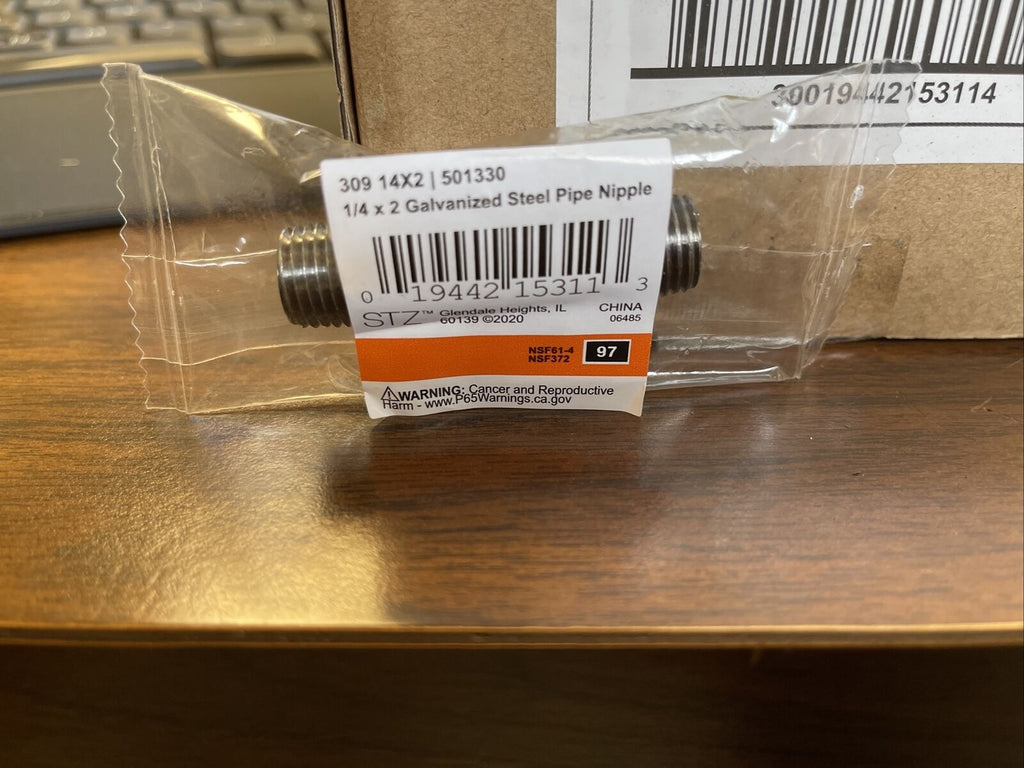 30019442153114
309 14X2 | 501330
1/4 x 2 Galvanized Steel Pipe Nipple
0 19442 15311 3
STZ™ Glendale Heights, IL
60139 ©2020
CHINA
06485
NSF61-4
NSF372
97
⚠WARNING: Cancer and Reproductive
Harm - www.P65Warnings.ca.gov